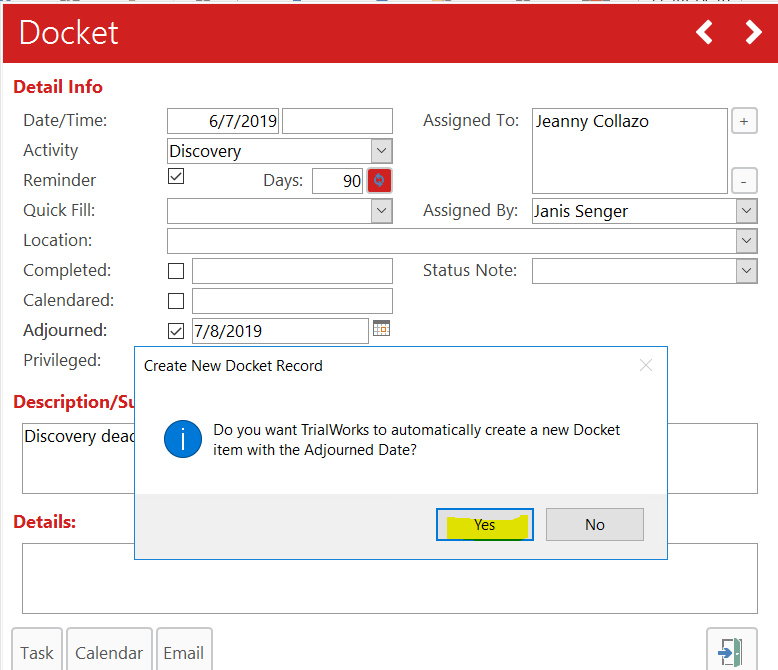 Docket
Detail Info
Date/Time: 6/7/2019 Assigned To: Jeanny Collazo +
Activity Discovery
Reminder Days: 90 -
Quick Fill: Assigned By: Janis Senger
Location:
Completed: Status Note:
Calendared:
Adjourned: 7/8/2019
Privileged:
Create New Docket Record
Description/Su
Discovery dead
Do you want TrialWorks to automatically create a new Docket
item with the Adjourned Date?
Details:
Yes No
Task Calendar Email